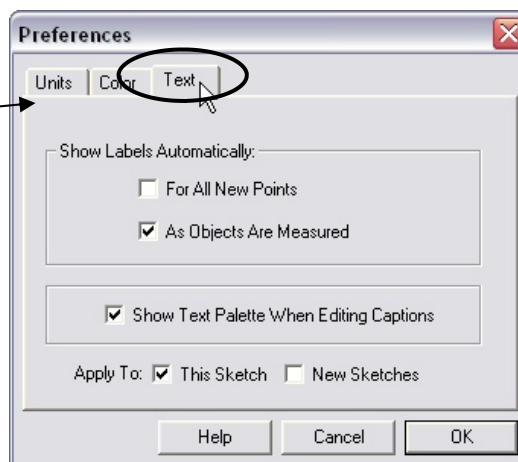 Preferences
Units Color Text
Show Labels Automatically:
For All New Points
As Objects Are Measured
Show Text Palette When Editing Captions
Apply To: This Sketch New Sketches
Help Cancel OK